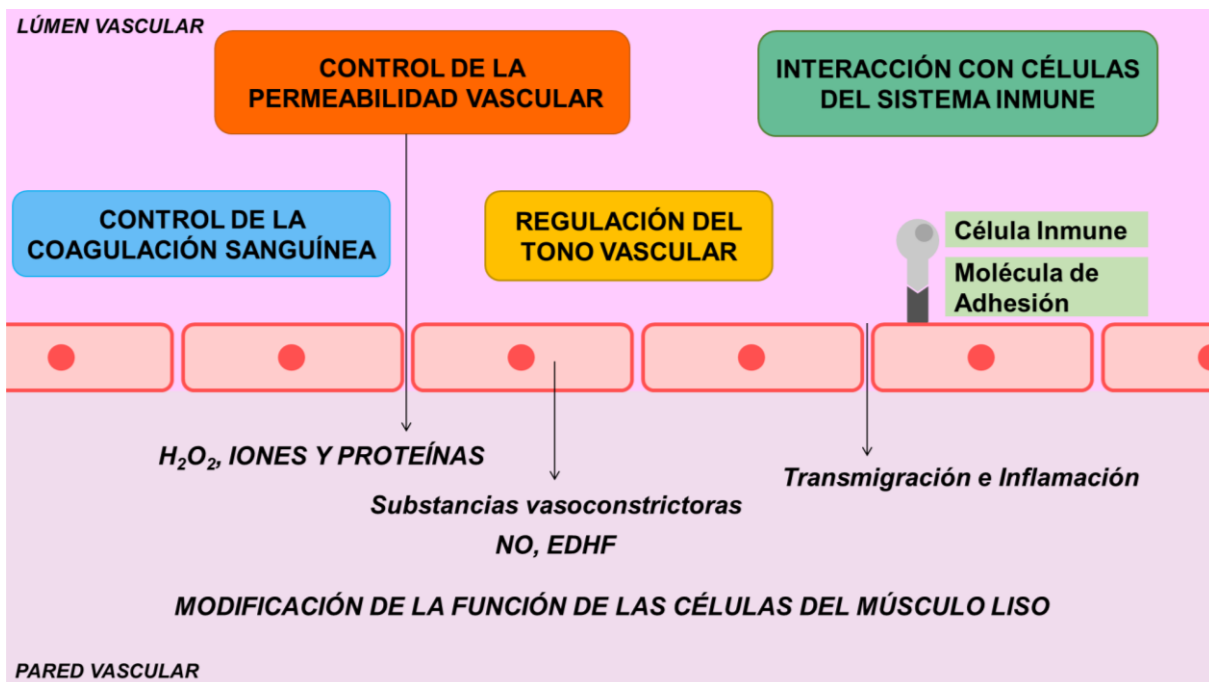 LÚMEN VASCULAR
CONTROL DE LA
PERMEABILIDAD VASCULAR
INTERACCIÓN CON CÉLULAS
DEL SISTEMA INMUNE
CONTROL DE LA
COAGULACIÓN SANGUÍNEA
REGULACIÓN DEL
TONO VASCULAR
Célula Inmune
Molécula de
Adhesión
H₂O₂, IONES Y PROTEÍNAS
Substancias vasoconstrictoras
NO, EDHF
Transmigración e Inflamación
MODIFICACIÓN DE LA FUNCIÓN DE LAS CÉLULAS DEL MÚSCULO LISO
PARED VASCULAR